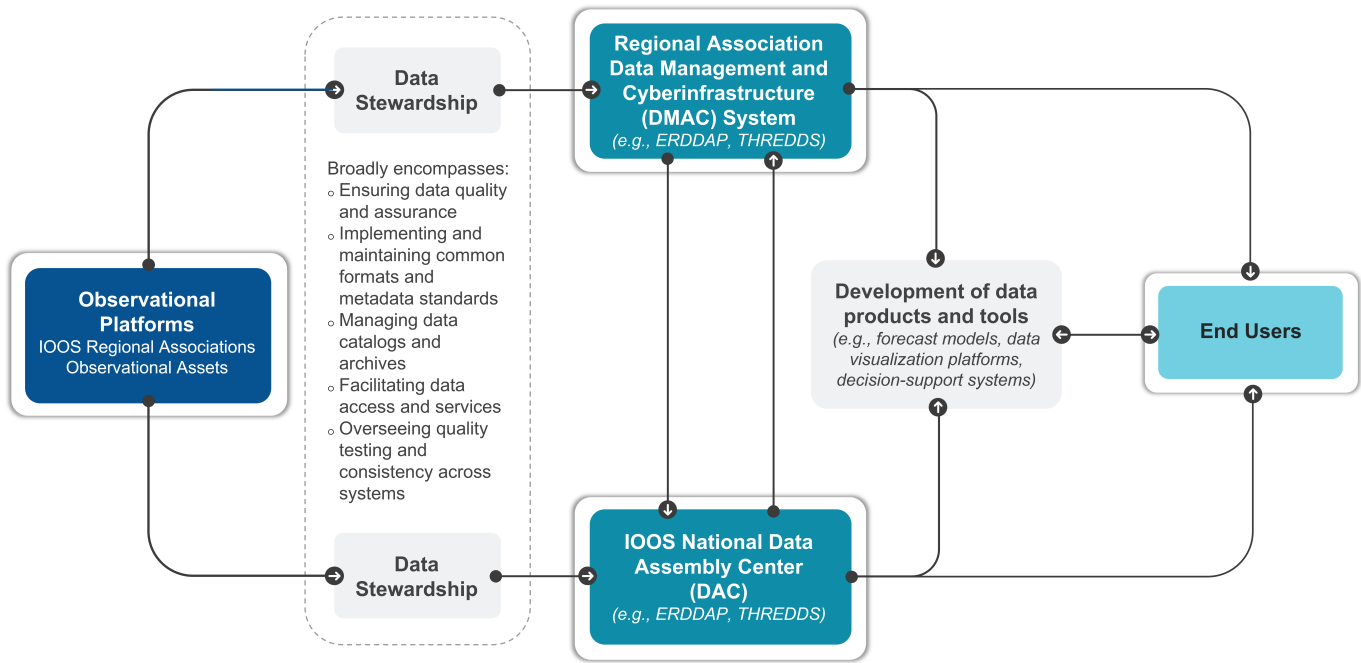 Observational
Platforms
IOOS Regional Associations
Observational Assets
Data
Stewardship
Broadly encompasses:
Ensuring data quality
and assurance
Implementing and
maintaining common
formats and
metadata standards
Managing data
catalogs and
archives
Facilitating data
access and services
Overseeing quality
testing and
consistency across
systems
Data
Stewardship
Regional Association
Data Management and
Cyberinfrastructure
(DMAC) System
(e.g., ERDDAP, THREDDS)
IOOS National Data
Assembly Center
(DAC)
(e.g., ERDDAP, THREDDS)
Development of data
products and tools
(e.g., forecast models, data
visualization platforms,
decision-support systems)
End Users